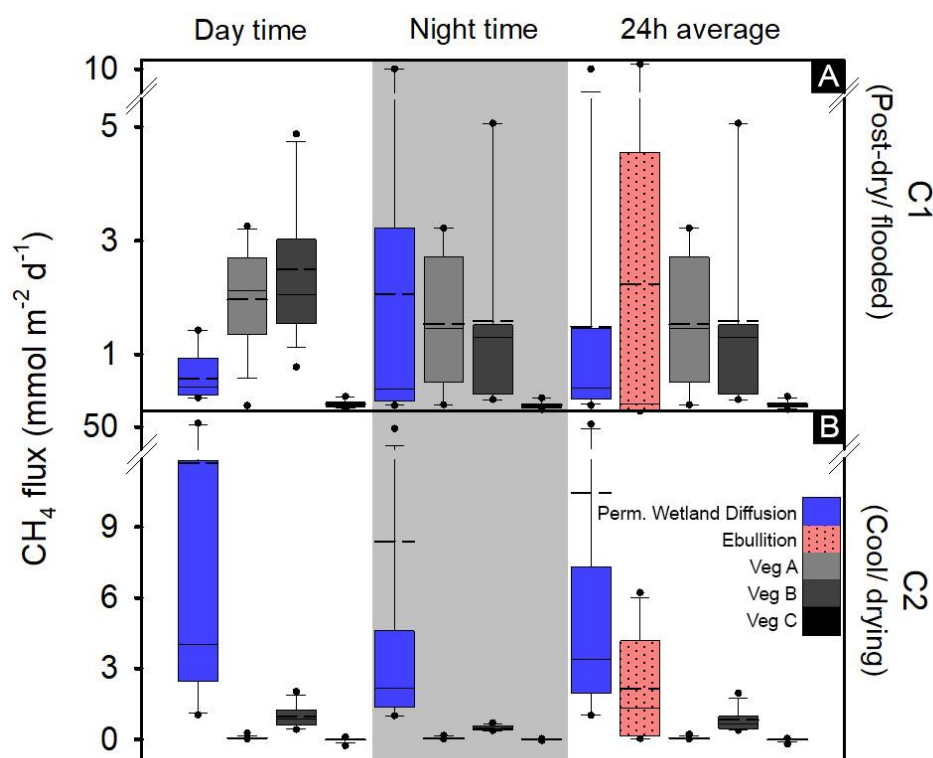 Day time
Night time
24h average
CH₄ flux (mmol m⁻² d⁻¹)
10
5
3
1
A
C1
(Post-dry/ flooded)
50
9
6
3
0
B
C2
(Cool/ drying)
Perm. Wetland Diffusion
Ebullition
Veg A
Veg B
Veg C